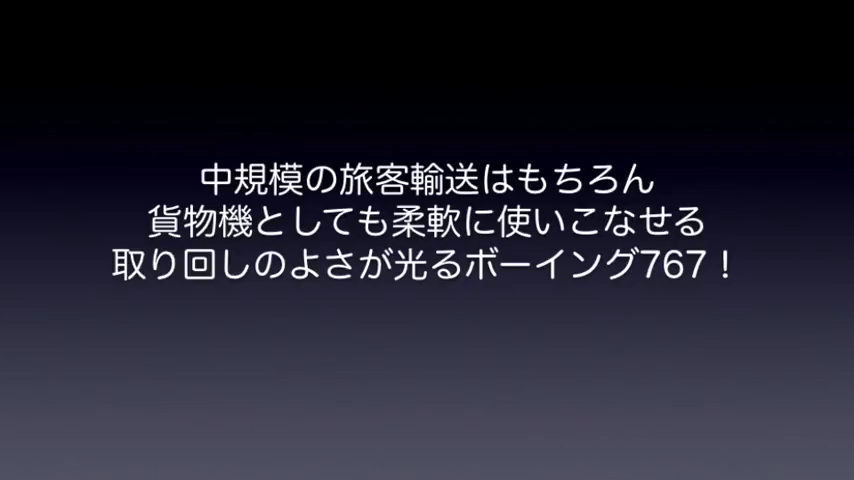 中規模の旅客輸送はもちろん
貨物機としても柔軟に使いこなせる
取り回しのよさが光るボーイング767！